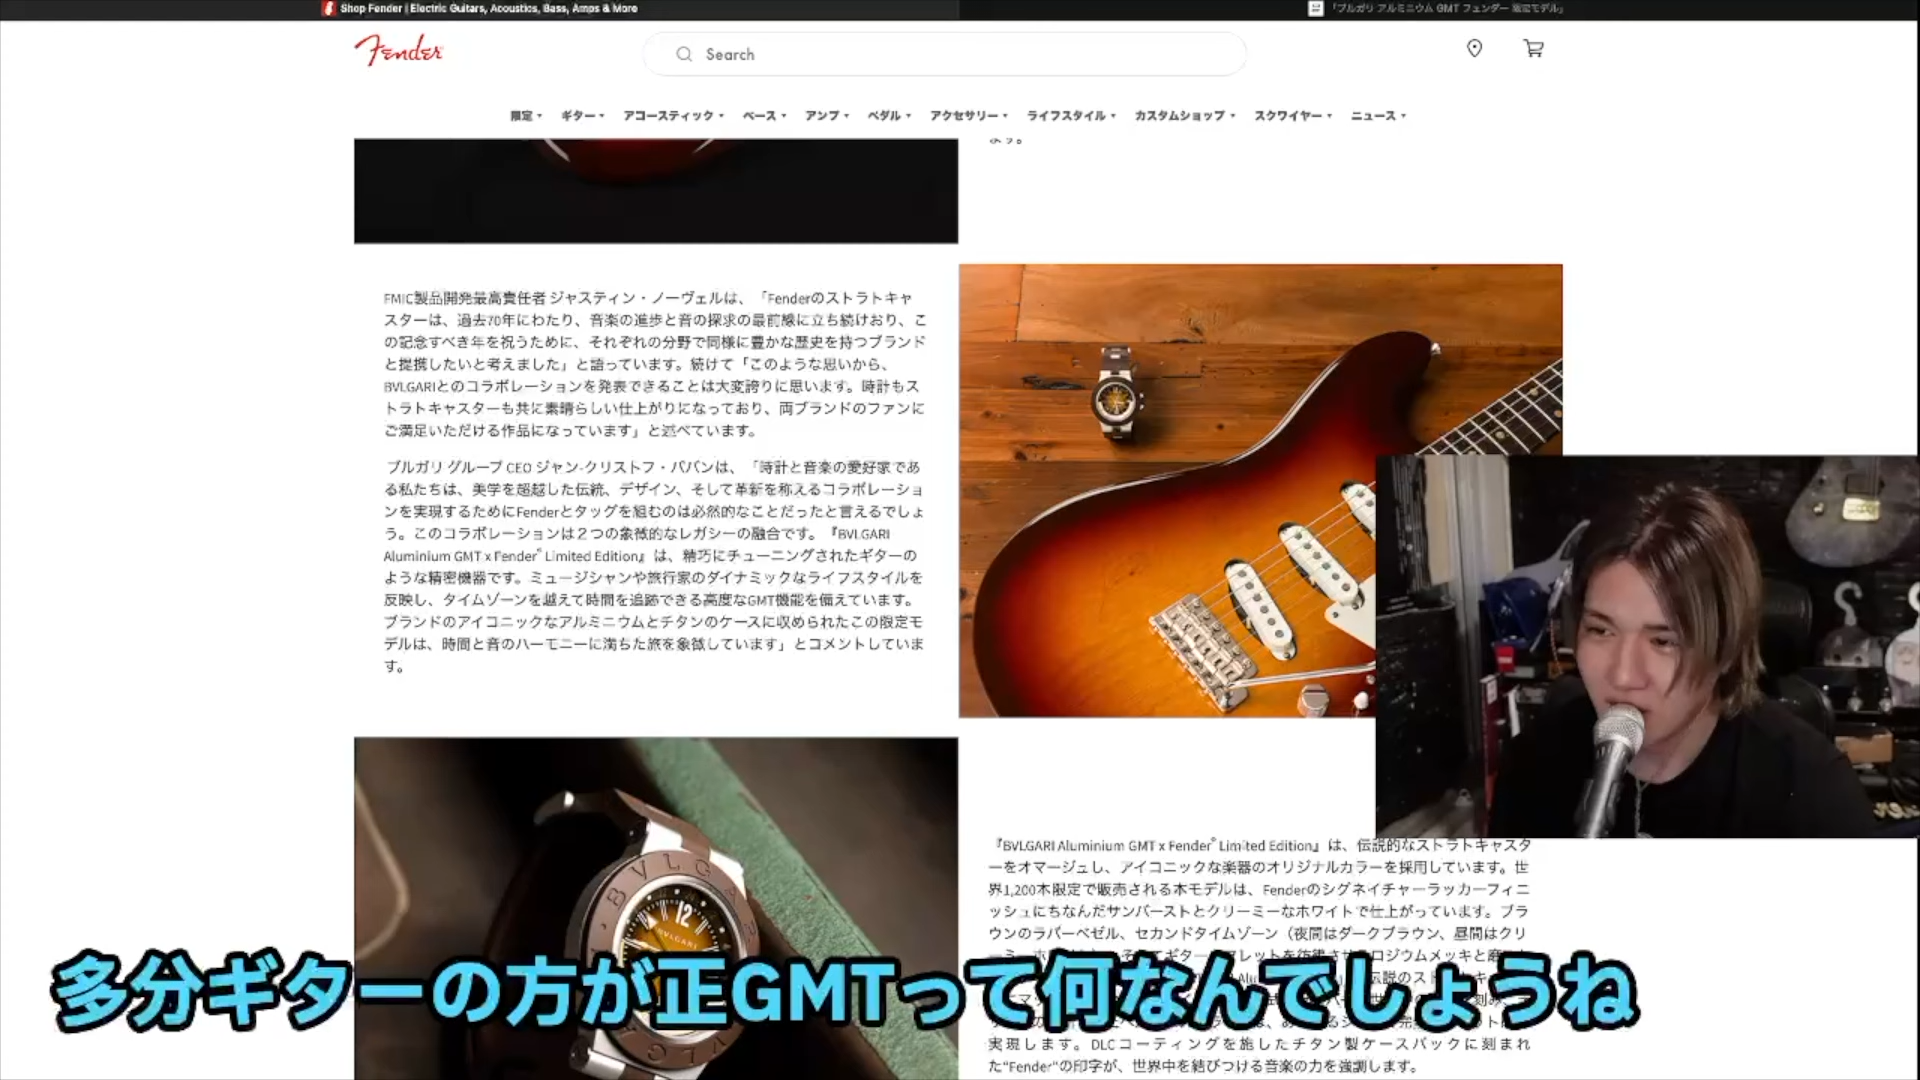 Shop Fender | Electric Guitars, Acoustics, Bass, Amps & More
「ブルガリ アルミニウム GMT フェンダー 限定モデル」
Fender
Search
限定
ギター
アコースティック
ベース
アンプ
ペダル
アクセサリー
ライフスタイル
カスタムショップ
スクワイヤー
ニュース
FMIC製品開発最高責任者 ジャスティン・ノーヴェルは、「Fenderのストラトキャ
スターは、過去70年にわたり、音楽の進歩と音の探求の最前線に立ち続けおり、こ
の記念すべき年を祝うために、それぞれの分野で同様に豊かな歴史を持つブランド
と提携したいと考えました」と語っています。続けて「このような思いから、
BVLGARIとのコラボレーションを発表できることは大変誇りに思います。時計もス
トラトキャスターも共に素晴らしい仕上がりになっており、両ブランドのファンに
ご満足いただける作品になっています」と述べています。
ブルガリ グループ CEO ジャン-クリストフ・ババンは、「時計と音楽の愛好家であ
る私たちは、美学を超越した伝統、デザイン、そして革新を称えるコラボレーショ
ンを実現するためにFenderとタッグを組むのは必然的なことだったと言えるでしょ
う。このコラボレーションは２つの象徴的なレガシーの融合です。『BVLGARI
Aluminium GMT x Fender® Limited Edition』は、精巧にチューニングされたギターの
ような精密機器です。ミュージシャンや旅行家のダイナミックなライフスタイルを
反映し、タイムゾーンを越えて時間を追跡できる高度なGMT機能を備えています。
ブランドのアイコニックなアルミニウムとチタンのケースに収められたこの限定モ
デルは、時間と音のハーモニーに満ちた旅を象徴しています」とコメントしていま
す。
BVLGARI
12
BVLGARI
『BVLGARI Aluminium GMT x Fender® Limited Edition』は、伝説的なストラトキャスタ
ーをオマージュし、アイコニックな楽器のオリジナルカラーを採用しています。世
界1,200本限定で販売される本モデルは、Fenderのシグネイチャーラッカーフィニ
ッシュにちなんだサンバーストとクリーミーなホワイトで仕上がっています。ブラ
ウンのラバーベゼル、セカンドタイムゾーン（夜間はダークブラウン、昼間はクリ
ロジウムメッキと
伝説のスト
実現します。DLCコーティングを施したチタン製ケースバックに刻まれ
た“Fender“の印字が、世界中を結びつける音楽の力を強調します。
多分ギターの方が正GMTって何なんでしょうね